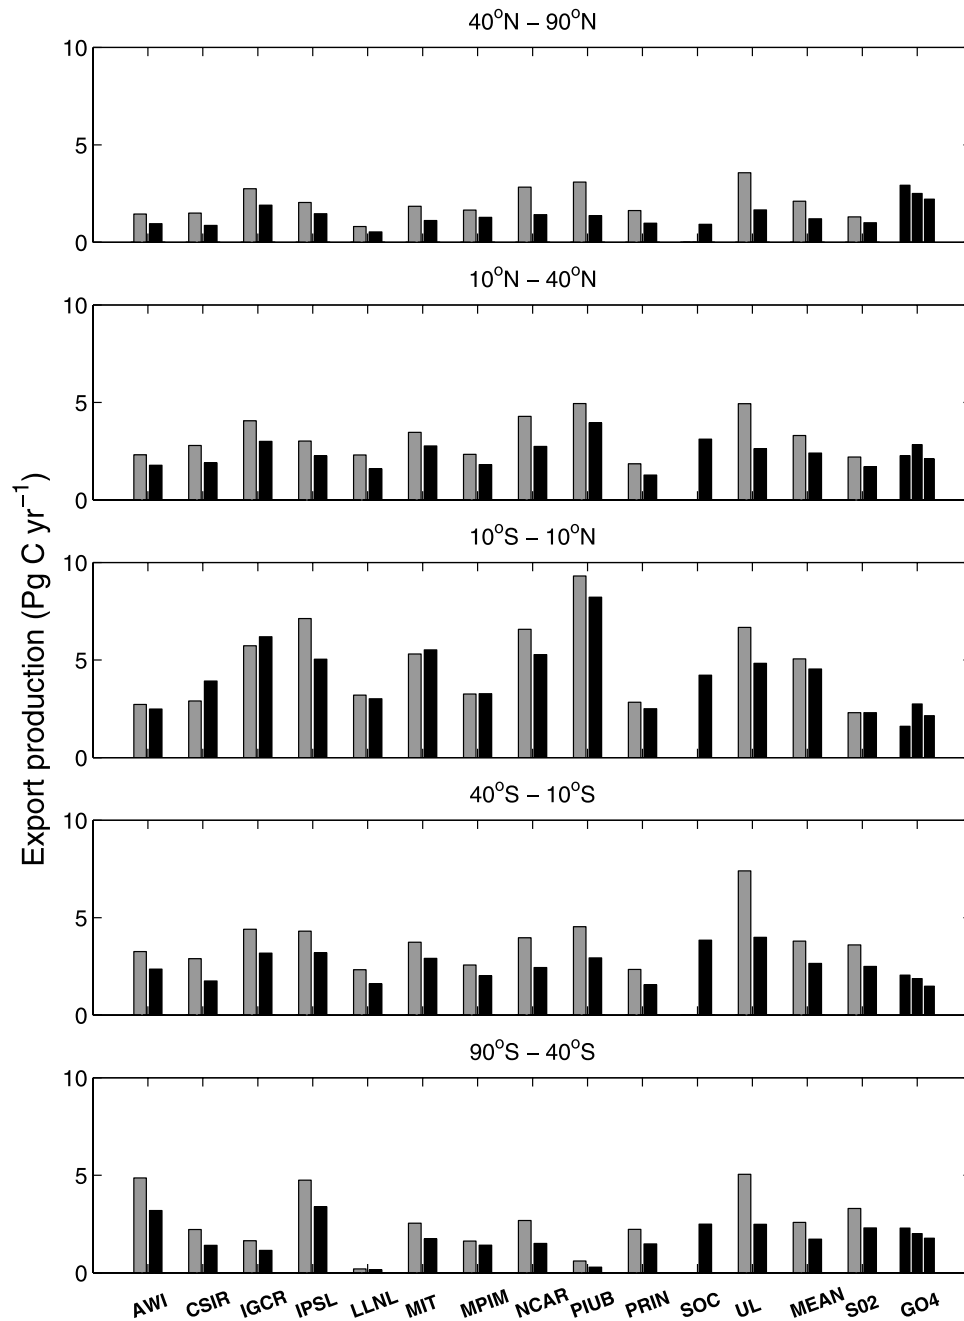 40°N – 90°N
10
5
0
10°N – 40°N
10
5
0
10°S – 10°N
10
5
0
40°S – 10°S
10
5
0
90°S – 40°S
10
5
0
Export production (Pg C yr⁻¹)
AWI CSIR IGCR IPSL LLNL MIT MPIM NCAR PIUB PRIN SOC UL MEAN S02 GO4